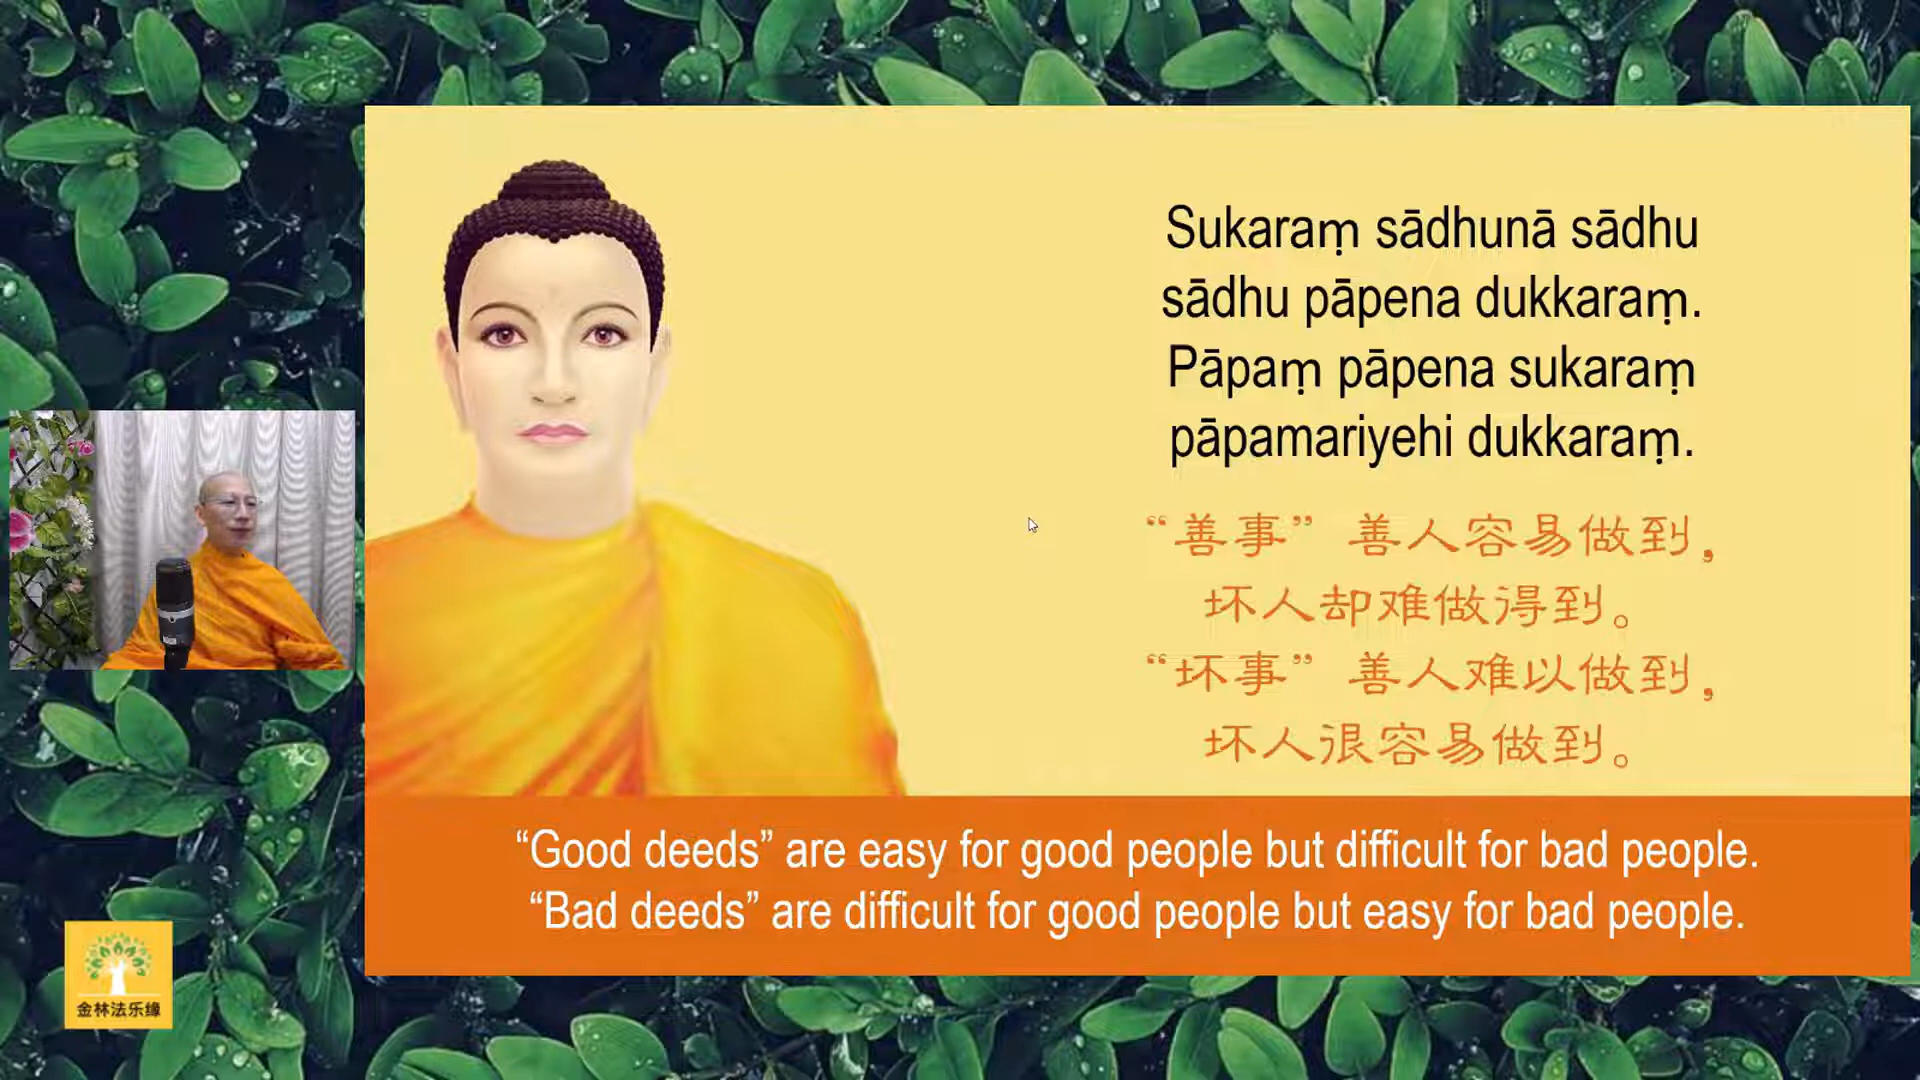 Sukaraṃ sādhunā sādhu
sādhu pāpena dukkaraṃ.
Pāpaṃ pāpena sukaraṃ
pāpamariyehi dukkaraṃ.
“善事” 善人容易做到，
坏人却难做得到。
“坏事” 善人难以做到，
坏人很容易做到。
“Good deeds” are easy for good people but difficult for bad people.
“Bad deeds” are difficult for good people but easy for bad people.
金林法乐缘